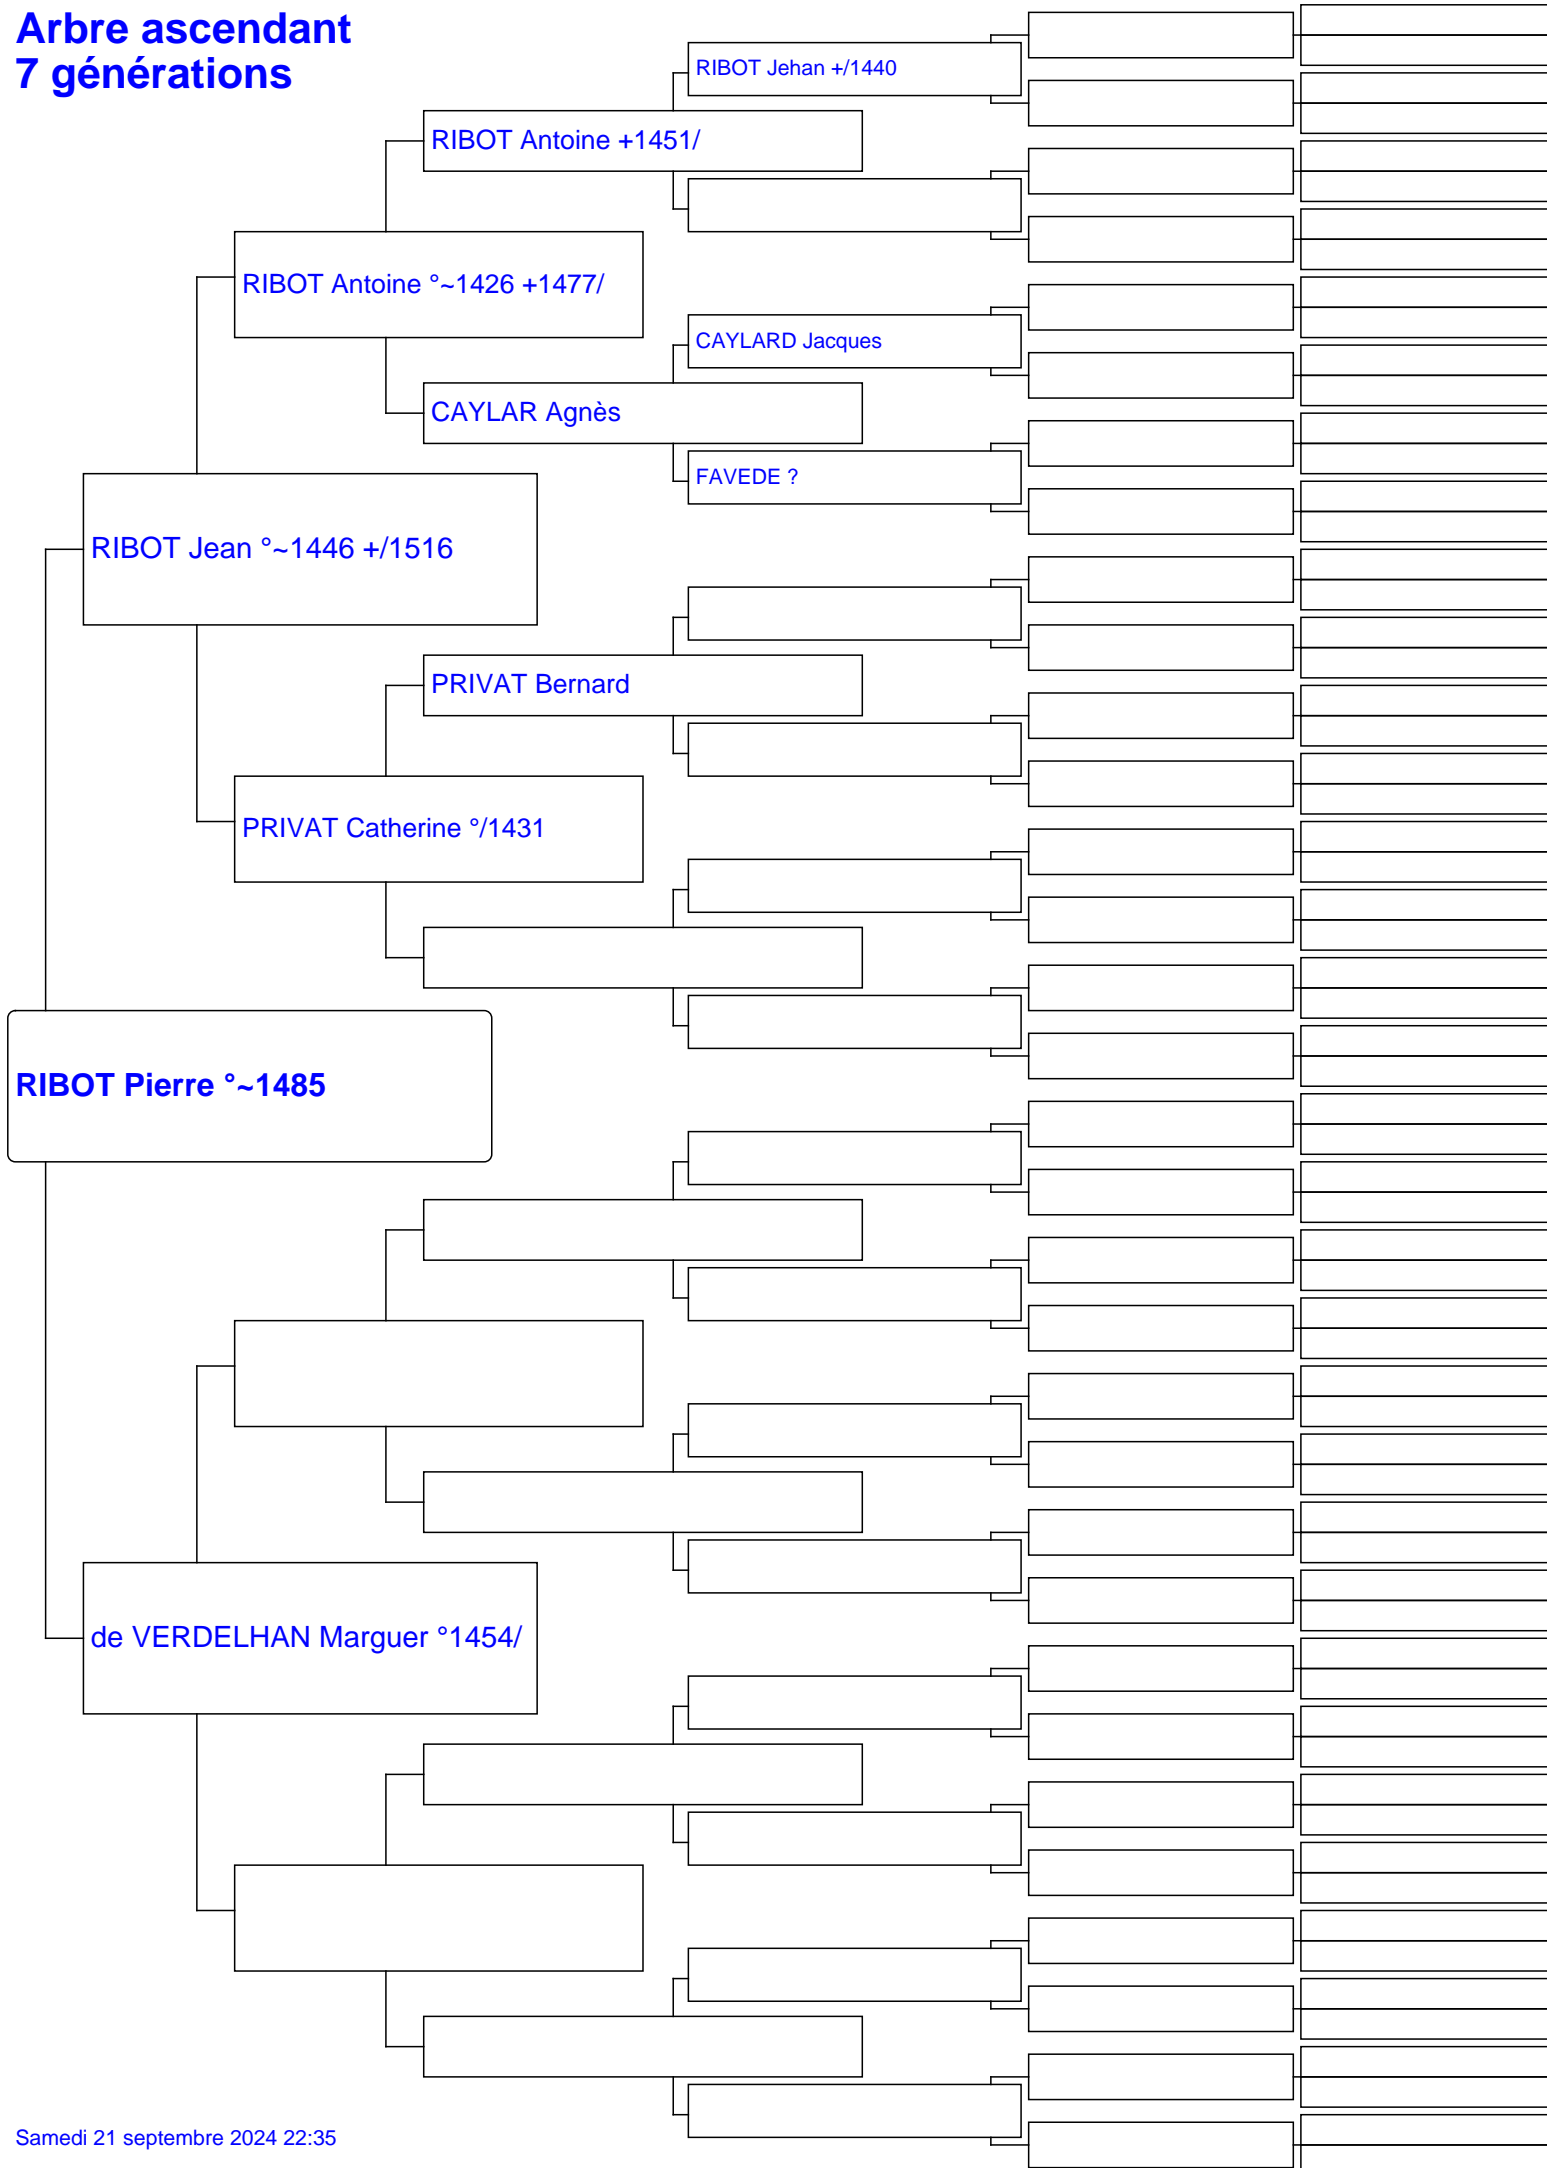 Arbre ascendant
7 générations
RIBOT Jehan +/1440
RIBOT Antoine +1451/
RIBOT Antoine °~1426 +1477/
CAYLARD Jacques
CAYLAR Agnès
FAVEDE ?
RIBOT Jean °~1446 +/1516
PRIVAT Bernard
PRIVAT Catherine °/1431
RIBOT Pierre °~1485
de VERDELHAN Marguer °1454/
Samedi 21 septembre 2024 22:35